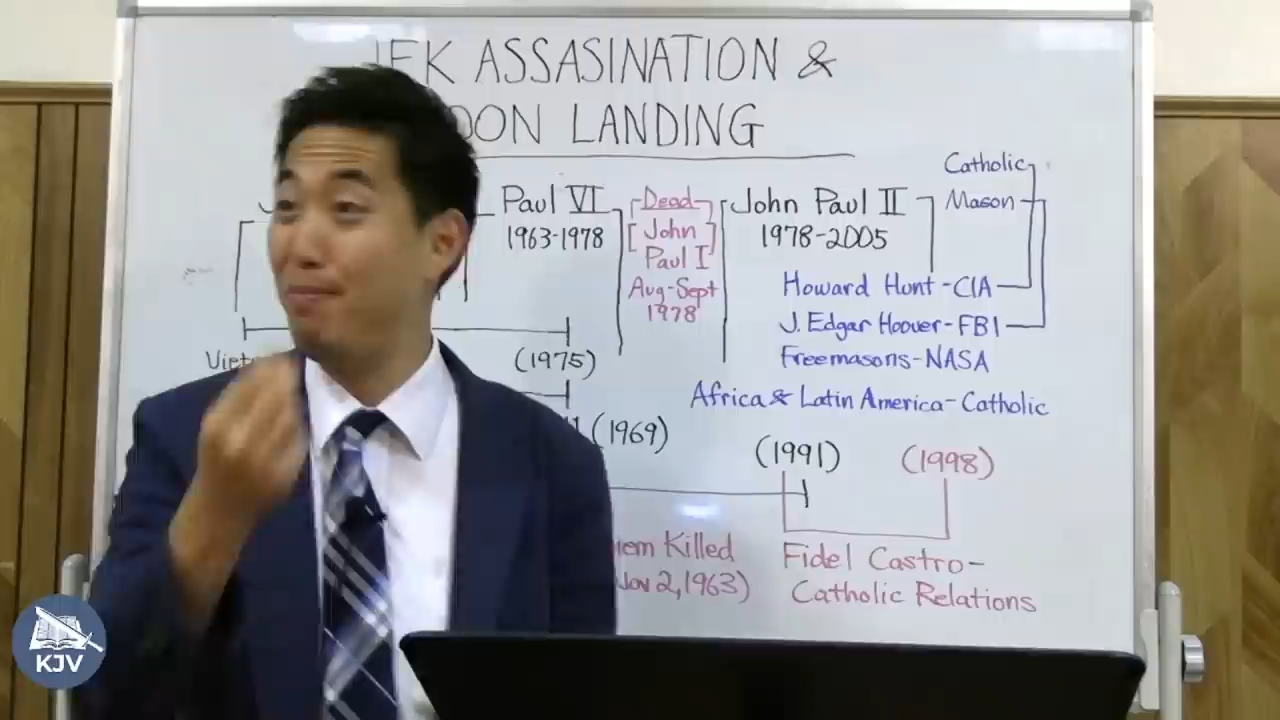 JFK ASSASINATION &
MOON LANDING
Paul VI
1963-1978
Dead
John
Paul I
Aug-Sept
1978
John Paul II
1978-2005
Catholic
Mason
Howard Hunt-CIA
J. Edgar Hoover-FBI
Freemasons-NASA
Africa & Latin America-Catholic
(1975)
(1969)
(1991)
(1998)
Killed
2,1963)
Fidel Castro-
Catholic Relations
KJV